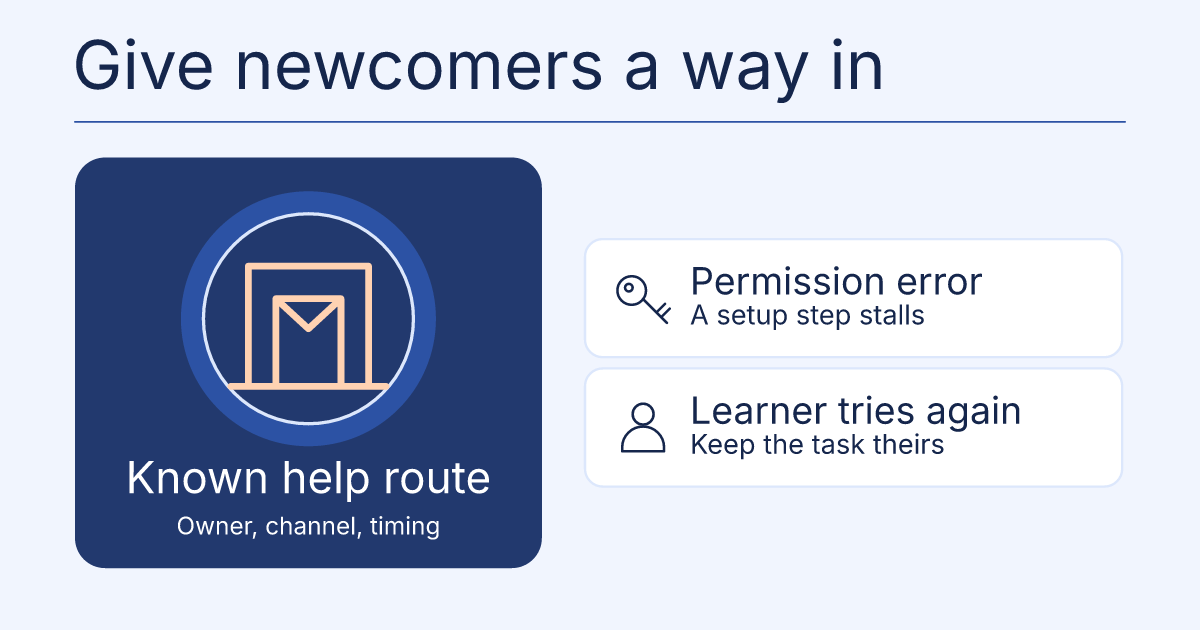 Give newcomers a way in
Known help route
Owner, channel, timing
Permission error
A setup step stalls
Learner tries again
Keep the task theirs